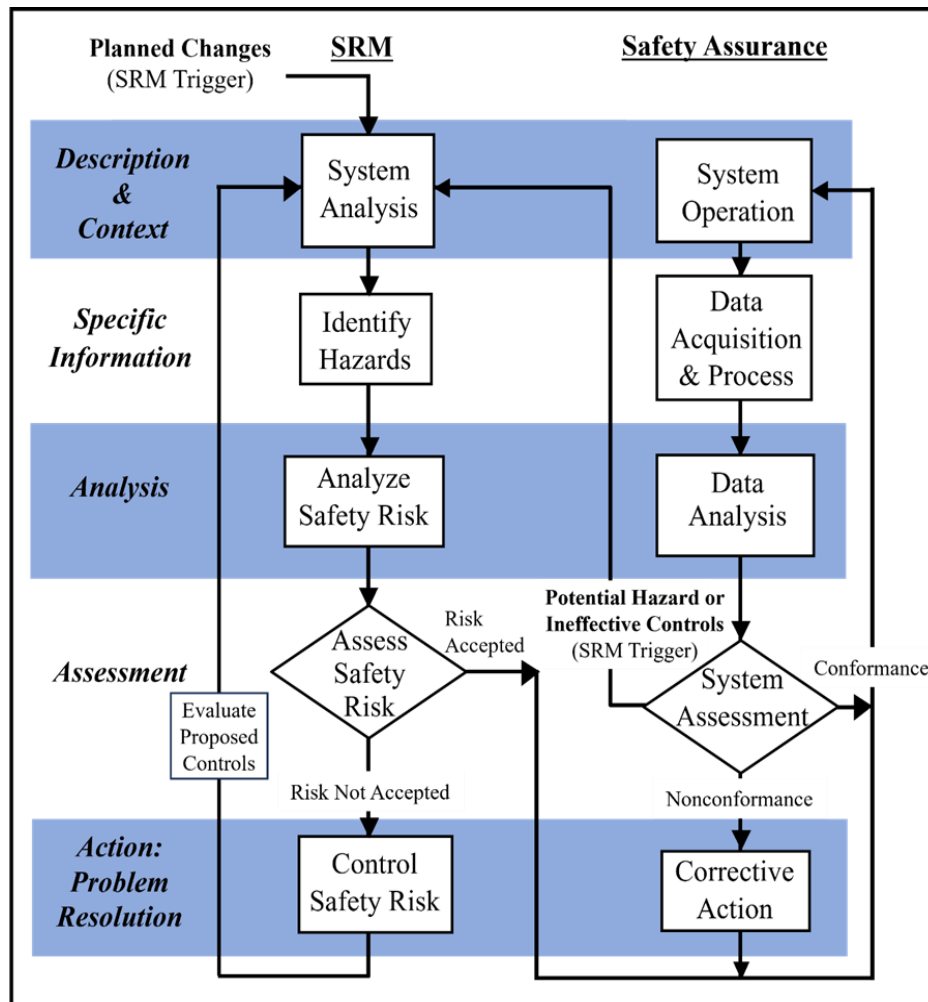 Planned Changes
(SRM Trigger)
SRM
Safety Assurance
Description
&
Context
System
Analysis
System
Operation
Specific
Information
Identify
Hazards
Data
Acquisition
& Process
Analysis
Analyze
Safety Risk
Data
Analysis
Potential Hazard or
Ineffective Controls
(SRM Trigger)
Assessment
Assess
Safety
Risk
Risk
Accepted
System
Assessment
Conformance
Evaluate
Proposed
Controls
Risk Not Accepted
Nonconformance
Action:
Problem
Resolution
Control
Safety Risk
Corrective
Action